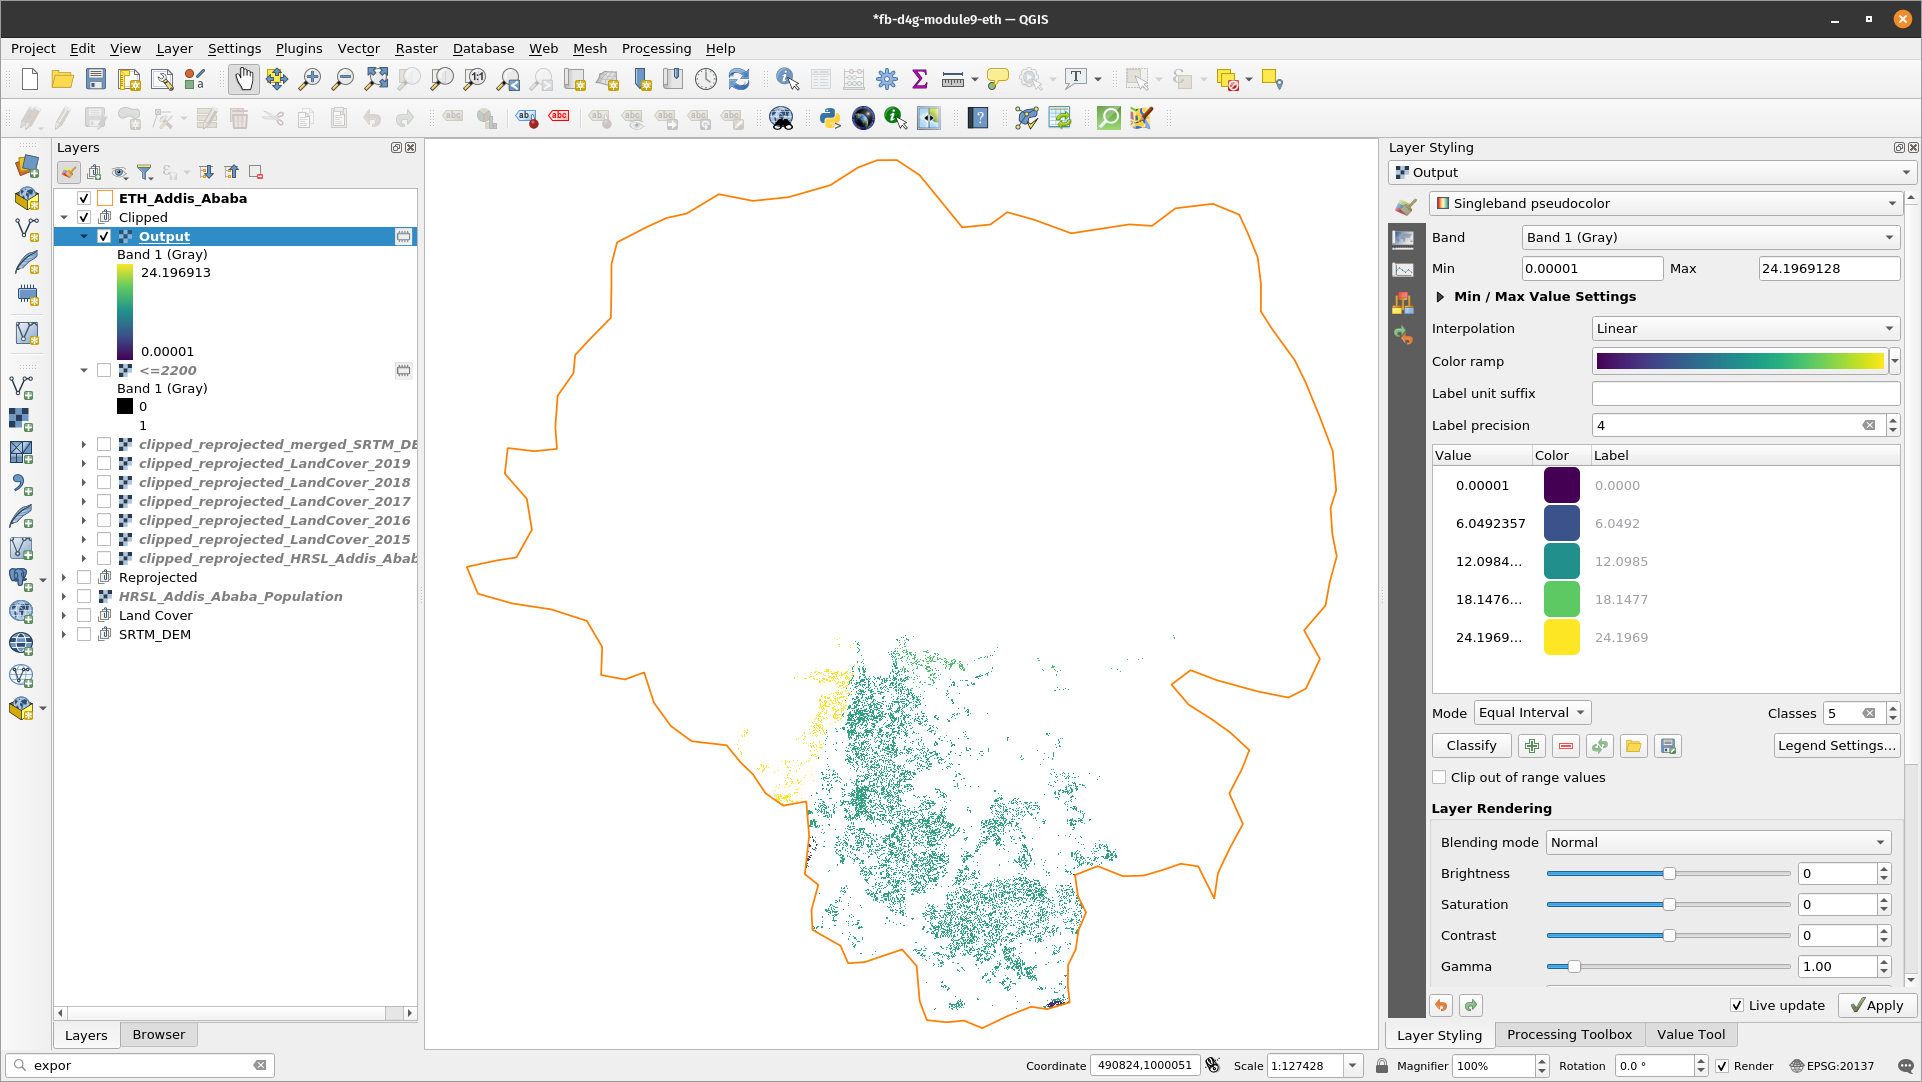 *fb-d4g-module9-eth — QGIS
Project Edit View Layer Settings Plugins Vector Raster Database Web Mesh Processing Help
Layers
ETH_Addis_Ababa
Clipped
Output
Band 1 (Gray)
24.196913
0.00001
<=2200
Band 1 (Gray)
0
1
clipped_reprojected_merged_SRTM_DE
clipped_reprojected_LandCover_2019
clipped_reprojected_LandCover_2018
clipped_reprojected_LandCover_2017
clipped_reprojected_LandCover_2016
clipped_reprojected_LandCover_2015
clipped_reprojected_HRSL_Addis_Abab
Reprojected
HRSL_Addis_Ababa_Population
Land Cover
SRTM_DEM
Layers Browser
expor
Layer Styling
Output
Singleband pseudocolor
Band Band 1 (Gray)
Min 0.00001 Max 24.1969128
Min / Max Value Settings
Interpolation Linear
Color ramp
Label unit suffix
Label precision 4
Value Color Label
0.00001 0.0000
6.0492357 6.0492
12.0984... 12.0985
18.1476... 18.1477
24.1969... 24.1969
Mode Equal Interval Classes 5
Classify Legend Settings...
Clip out of range values
Layer Rendering
Blending mode Normal
Brightness 0
Saturation 0
Contrast 0
Gamma 1.00
Live update Apply
Layer Styling Processing Toolbox Value Tool
Coordinate 490824,1000051 Scale 1:127428 Magnifier 100% Rotation 0.0 ° Render EPSG:20137